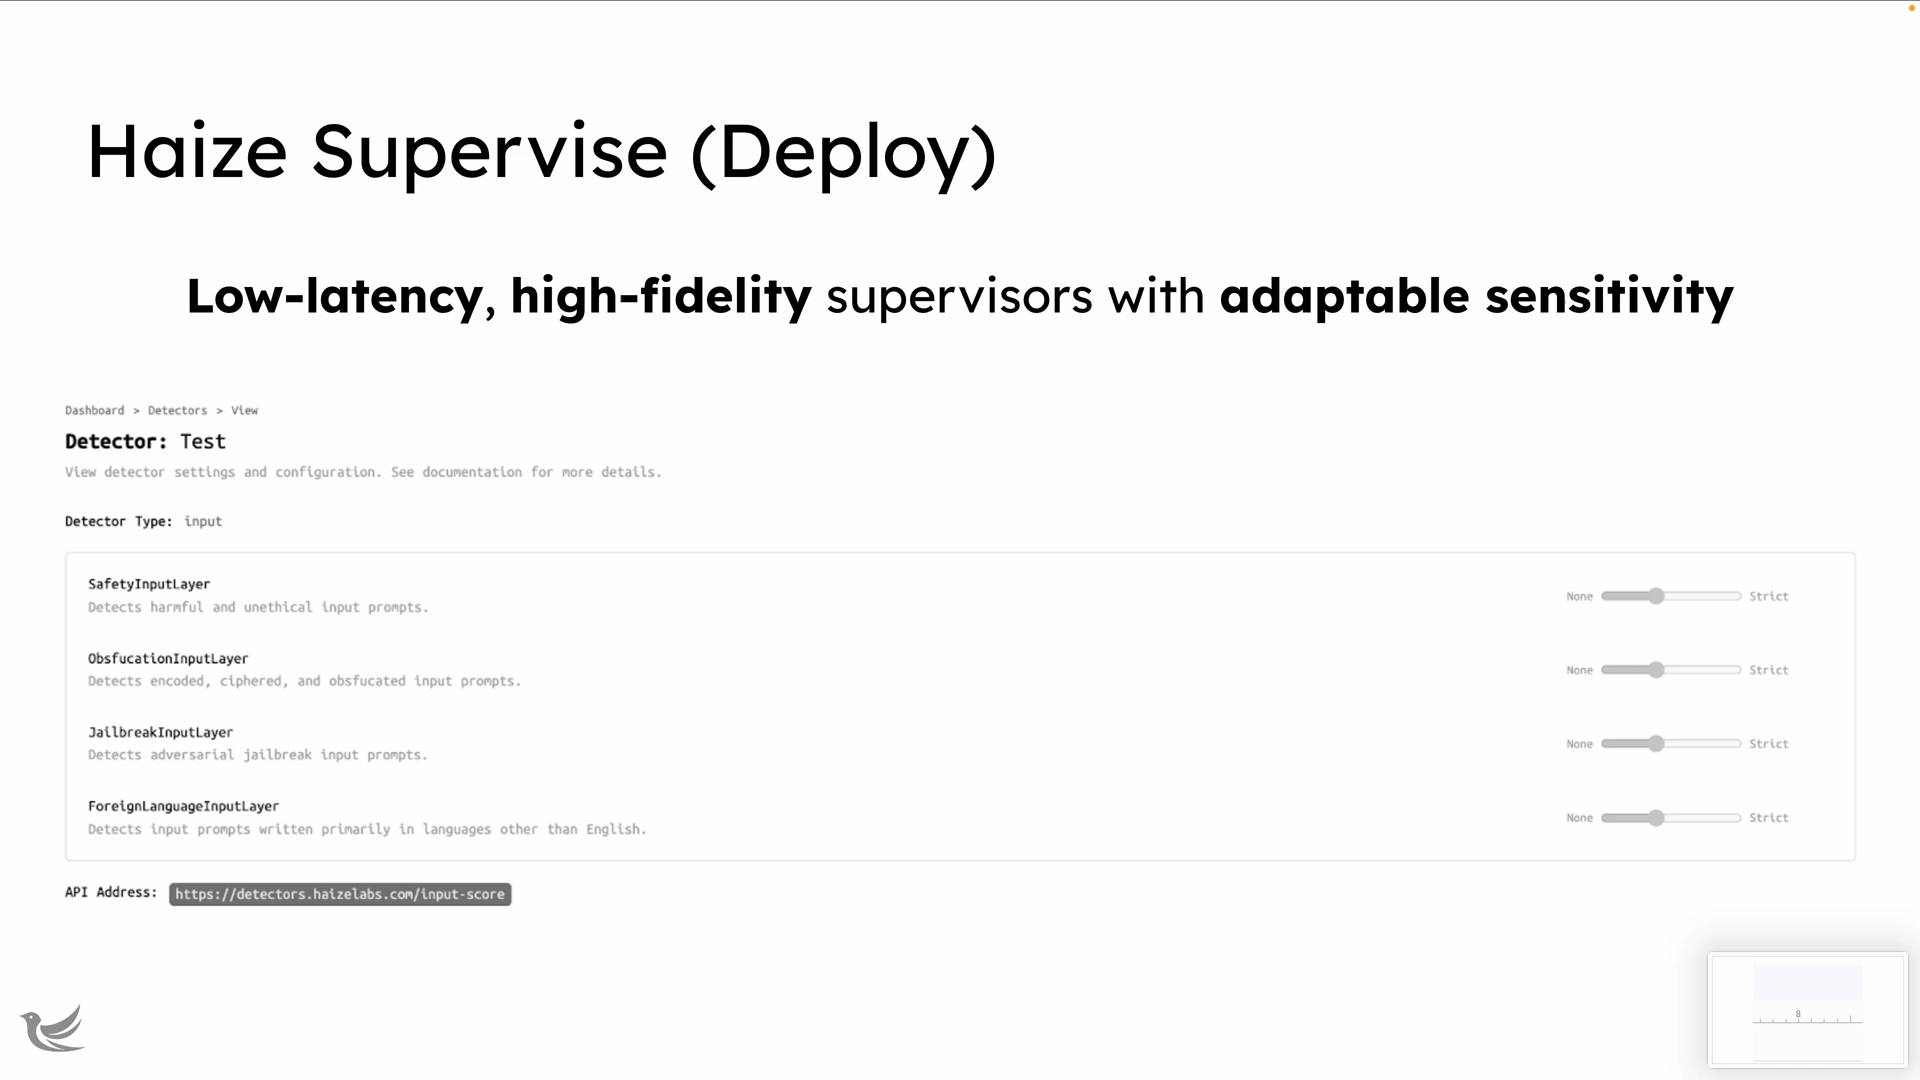 Haize Supervise (Deploy)
Low-latency, high-fidelity supervisors with adaptable sensitivity
Dashboard > Detectors > View
Detector: Test
View detector settings and configuration. See documentation for more details.
Detector Type: input
SafetyInputLayer
Detects harmful and unethical input prompts.
None Strict
ObsfucationInputLayer
Detects encoded, ciphered, and obsfucated input prompts.
None Strict
JailbreakInputLayer
Detects adversarial jailbreak input prompts.
None Strict
ForeignLanguageInputLayer
Detects input prompts written primarily in languages other than English.
None Strict
API Address: https://detectors.haizelabs.com/input-score
8